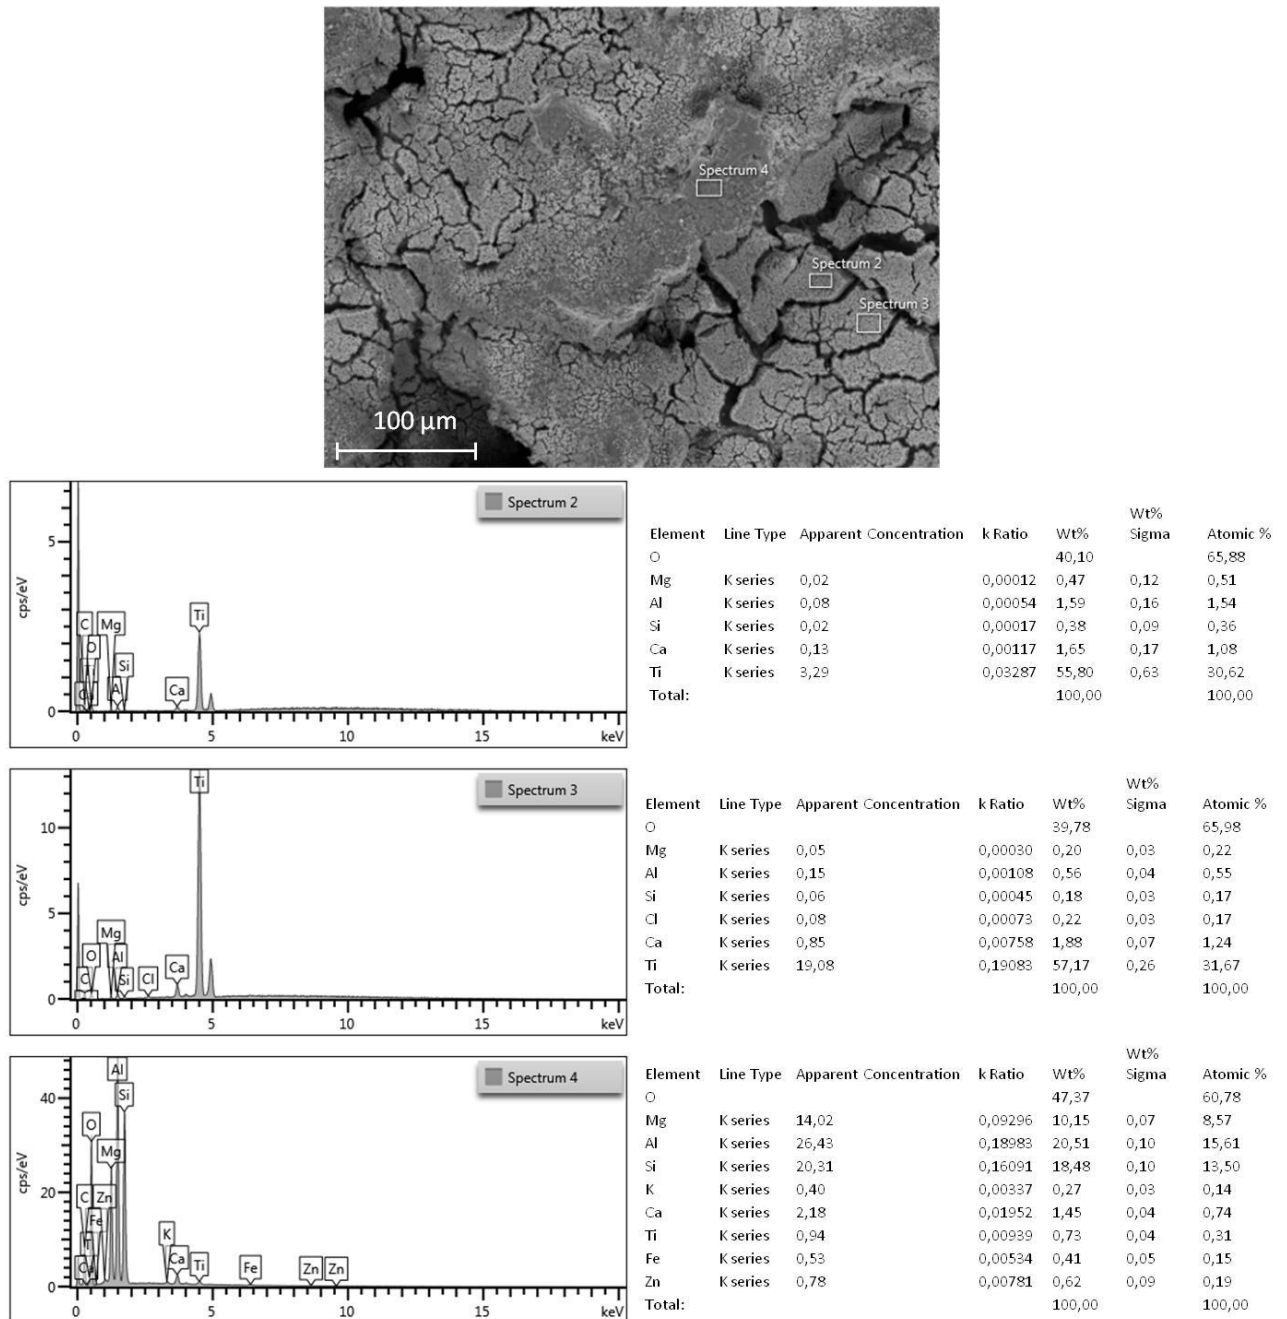 Spectrum 4
Spectrum 2
Spectrum 3
100 µm
Spectrum 2
5
cps/eV
C Mg Ti
O
Si
A Ca
0 5 10 15 keV
Wt%
Element Line Type Apparent Concentration k Ratio Wt% Sigma Atomic %
O 40,10 65,88
Mg K series 0,02 0,00012 0,47 0,12 0,51
Al K series 0,08 0,00054 1,59 0,16 1,54
Si K series 0,02 0,00017 0,38 0,09 0,36
Ca K series 0,13 0,00117 1,65 0,17 1,08
Ti K series 3,29 0,03287 55,80 0,63 30,62
Total: 100,00 100,00
Spectrum 3
Ti
10
cps/eV
5
Mg
O Al Ca
C Si Cl
0
0 5 10 15 keV
Wt%
Element Line Type Apparent Concentration k Ratio Wt% Sigma Atomic %
O 39,78 65,98
Mg K series 0,05 0,00030 0,20 0,03 0,22
Al K series 0,15 0,00108 0,56 0,04 0,55
Si K series 0,06 0,00045 0,18 0,03 0,17
Cl K series 0,08 0,00073 0,22 0,03 0,17
Ca K series 0,85 0,00758 1,88 0,07 1,24
Ti K series 19,08 0,19083 57,17 0,26 31,67
Total: 100,00 100,00
Spectrum 4
Al
40 Si
O
cps/eV
Mg
20 C Zn
Fe K
Ca Ca Ti Fe Zn Zn
0
0 5 10 15 keV
Wt%
Element Line Type Apparent Concentration k Ratio Wt% Sigma Atomic %
O 47,37 60,78
Mg K series 14,02 0,09296 10,15 0,07 8,57
Al K series 26,43 0,18983 20,51 0,10 15,61
Si K series 20,31 0,16091 18,48 0,10 13,50
K K series 0,40 0,00337 0,27 0,03 0,14
Ca K series 2,18 0,01952 1,45 0,04 0,74
Ti K series 0,94 0,00939 0,73 0,04 0,31
Fe K series 0,53 0,00534 0,41 0,05 0,15
Zn K series 0,78 0,00781 0,62 0,09 0,19
Total: 100,00 100,00